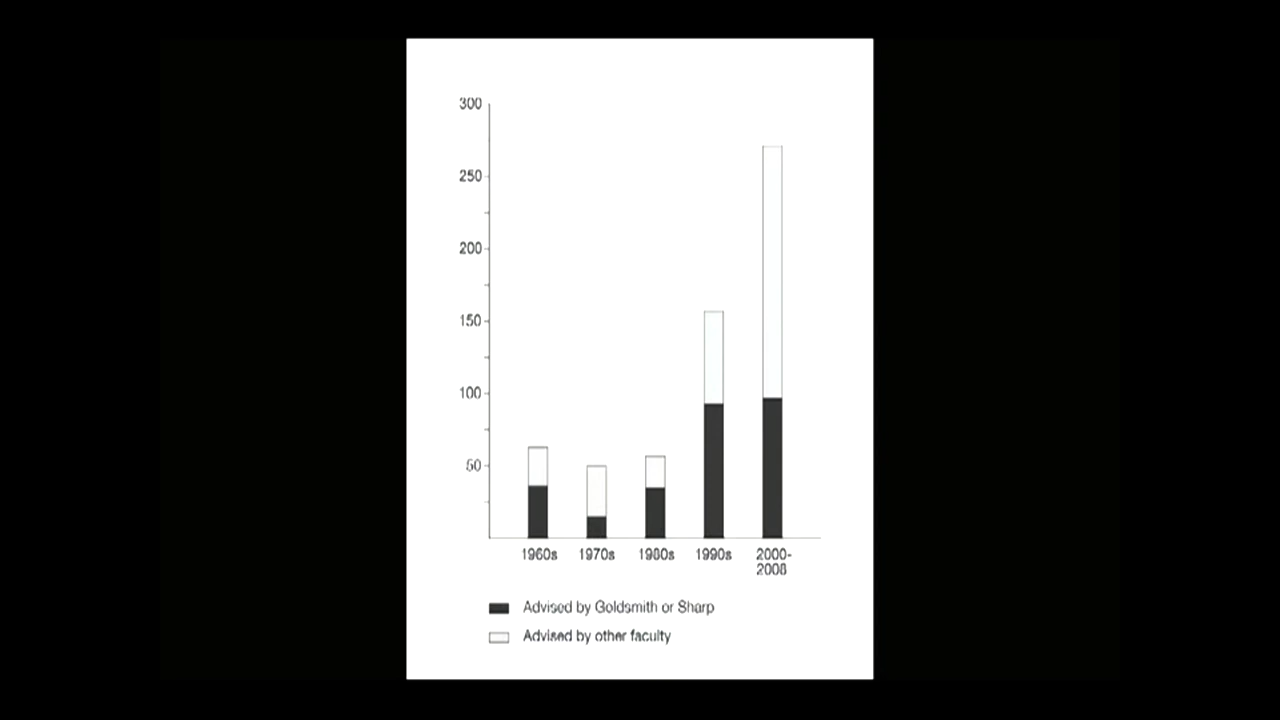 300
250
200
150
100
50
1960s 1970s 1980s 1990s 2000-
2008
Advised by Goldsmith or Sharp
Advised by other faculty